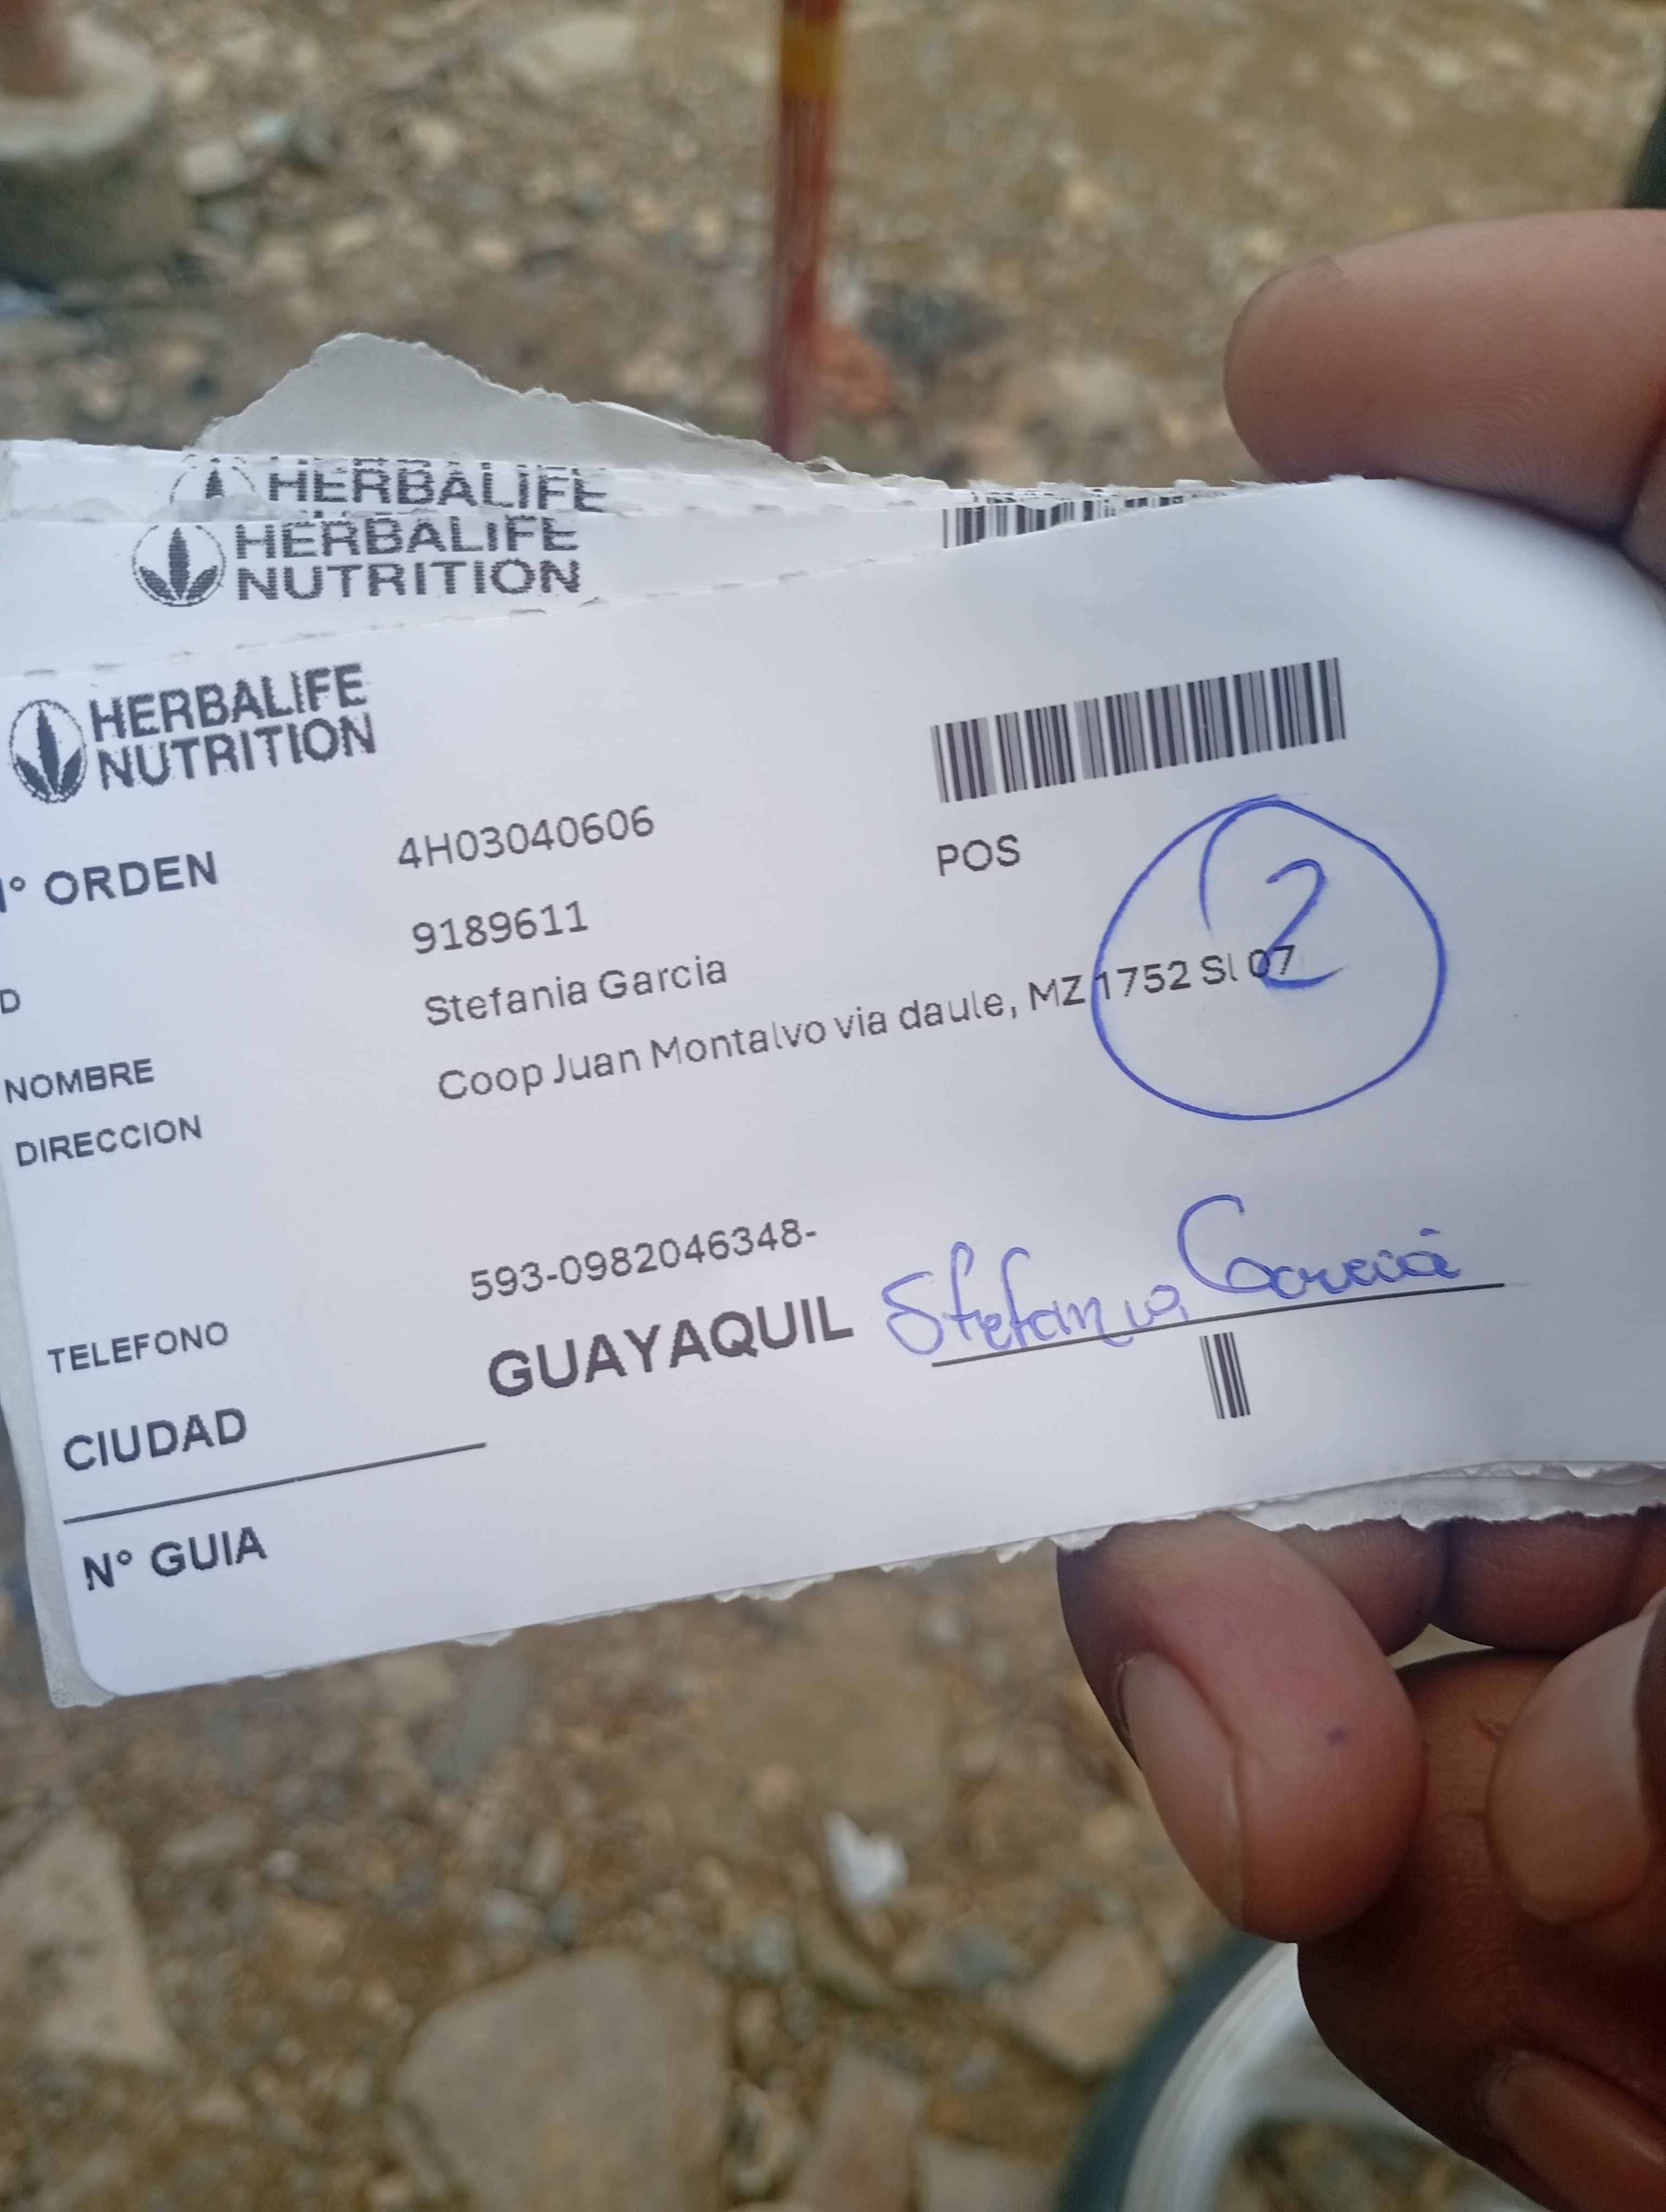 HERBALIFE
HERBALIFE
NUTRITION
HERBALIFE
NUTRITION
N° ORDEN 4H03040606
POS
2
D 9189611
NOMBRE Stefania Garcia
DIRECCION Coop Juan Montalvo via daule, MZ 1752 Sl 07
TELEFONO 593-0982046348-
CIUDAD GUAYAQUIL
Stefania Garcia
N° GUIA